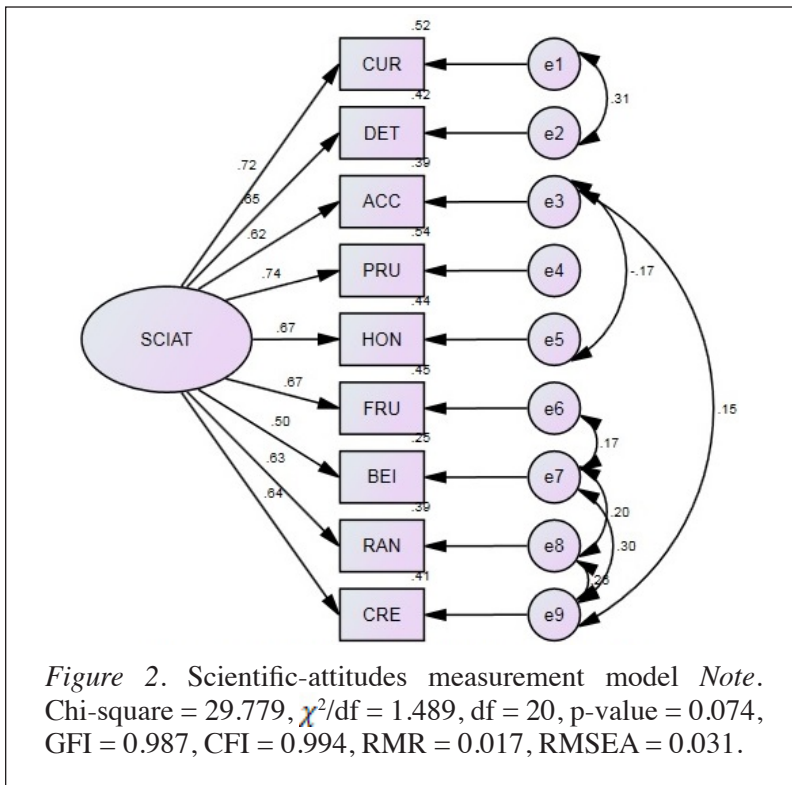 .52
CUR
e1
.42
.31
DET
e2
.72
.39
.65
ACC
e3
.62
.54
.74
PRU
e4
-.17
.44
SCIAT
.67
HON
e5
.45
.67
FRU
e6
.15
.50
.25
.17
.63
BEI
e7
.64
.39
.20
RAN
e8
.30
.41
CRE
e9
Figure 2. Scientific-attitudes measurement model Note.
Chi-square = 29.779, χ²/df = 1.489, df = 20, p-value = 0.074,
GFI = 0.987, CFI = 0.994, RMR = 0.017, RMSEA = 0.031.